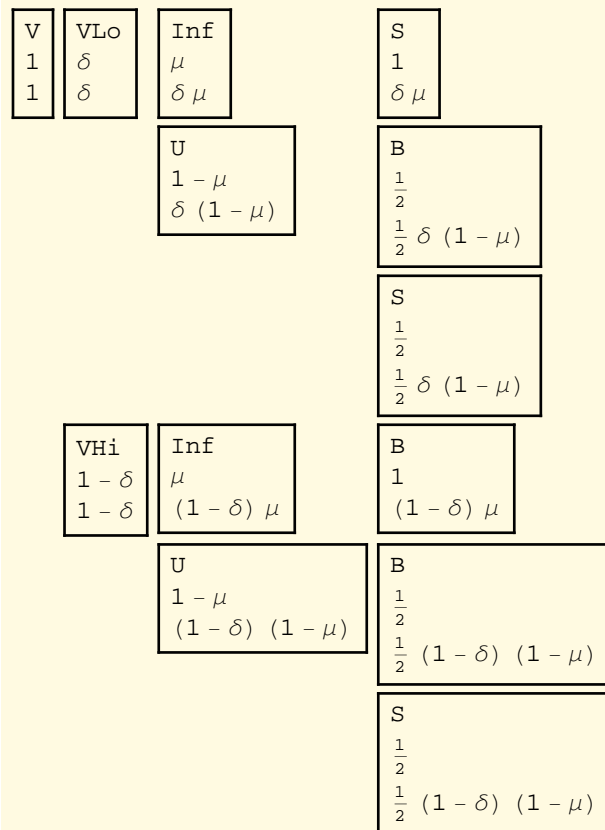 V VLo Inf S
1 δ μ 1
1 δ δ μ δ μ
U B
1 − μ 1/2
δ (1 − μ) 1/2 δ (1 − μ)
S
1/2
1/2 δ (1 − μ)
VHi Inf B
1 − δ μ 1
1 − δ (1 − δ) μ (1 − δ) μ
U B
1 − μ 1/2
(1 − δ) (1 − μ) 1/2 (1 − δ) (1 − μ)
S
1/2
1/2 (1 − δ) (1 − μ)